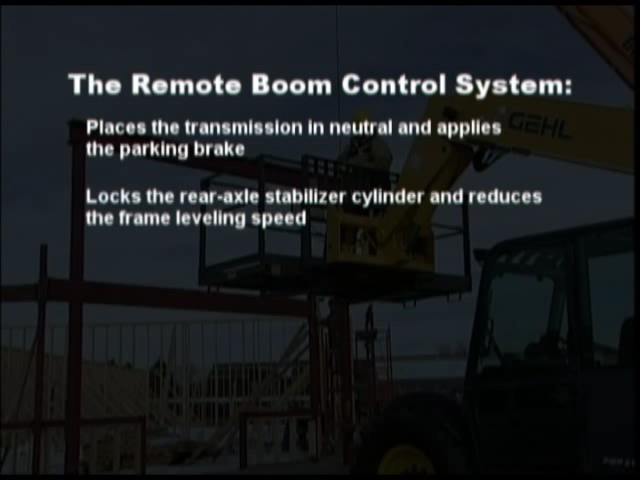 The Remote Boom Control System:
Places the transmission in neutral and applies
the parking brake
Locks the rear-axle stabilizer cylinder and reduces
the frame leveling speed
GEHL